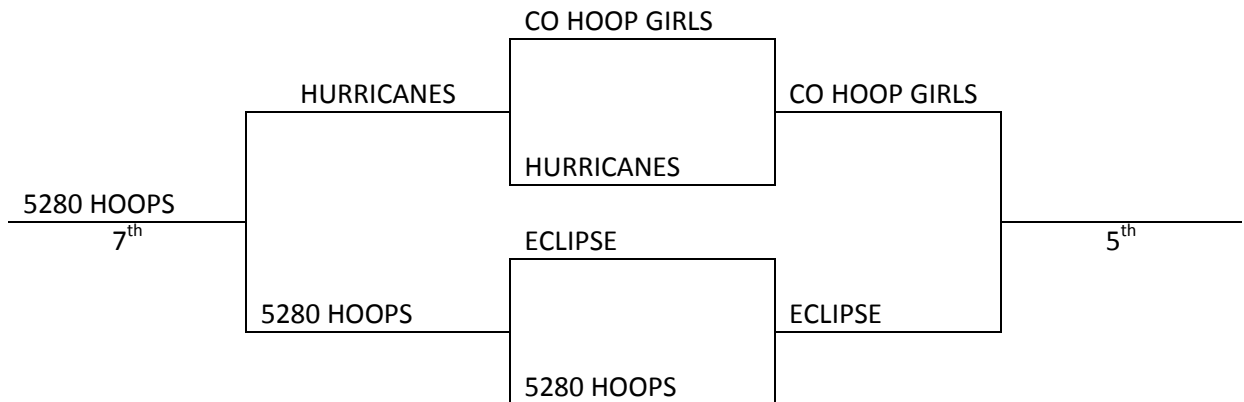 CO HOOP GIRLS
HURRICANES
CO HOOP GIRLS
HURRICANES
5280 HOOPS
7th
ECLIPSE
5th
5280 HOOPS
ECLIPSE
5280 HOOPS